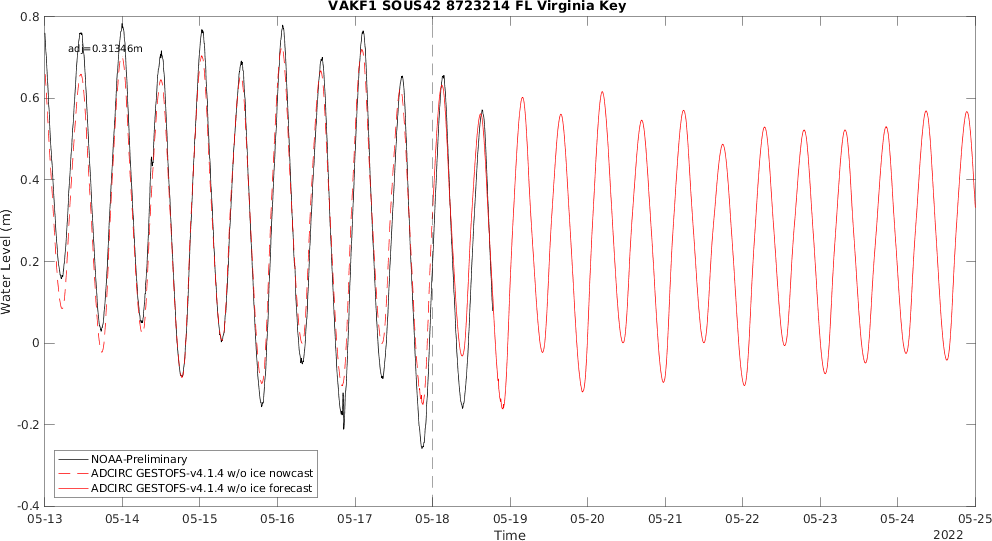 VAKF1 SOUS42 8723214 FL Virginia Key
adj=0.31346m
Water Level (m)
0.8
0.6
0.4
0.2
0
-0.2
-0.4
NOAA-Preliminary
ADCIRC GESTOFS-v4.1.4 w/o ice nowcast
ADCIRC GESTOFS-v4.1.4 w/o ice forecast
05-13 05-14 05-15 05-16 05-17 05-18 05-19 05-20 05-21 05-22 05-23 05-24 05-25
Time
2022